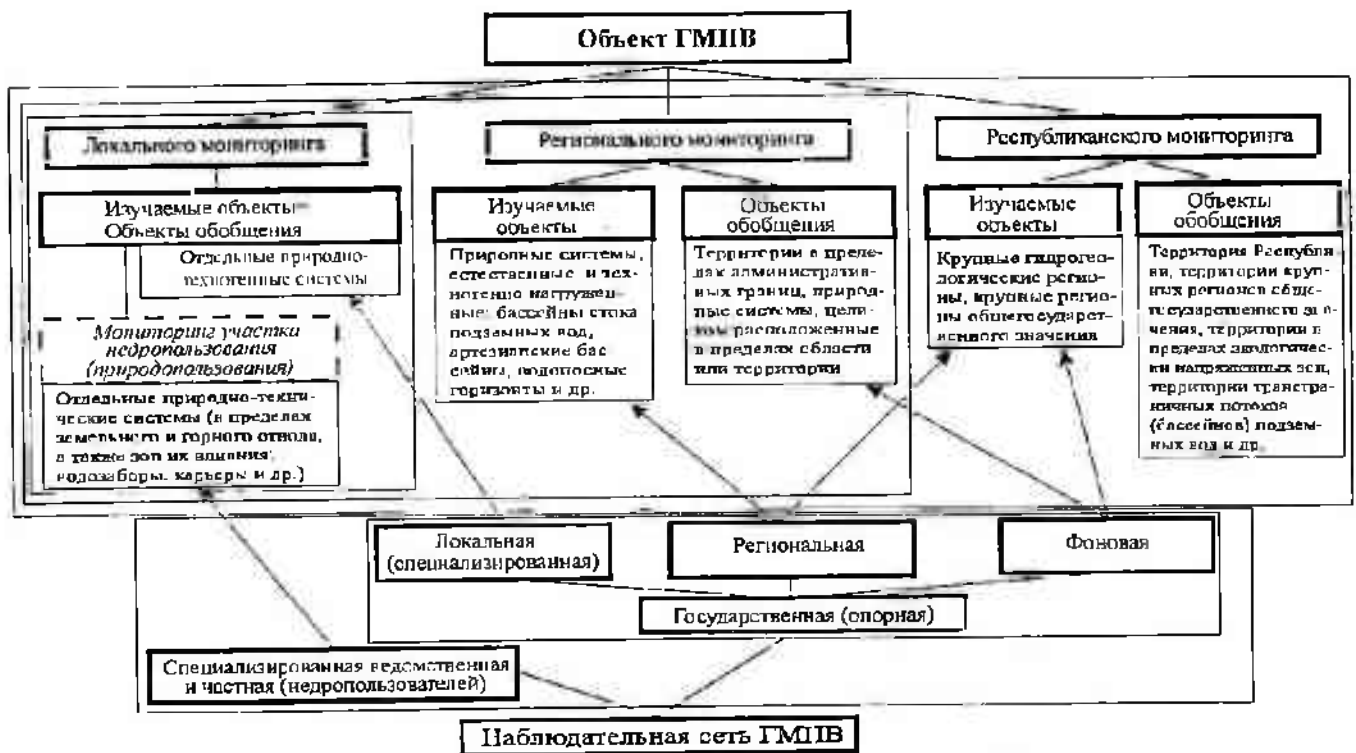 Объект ГМПВ
Локального мониторинга
Регионального мониторинга
Республиканского мониторинга
Изучаемые объекты
Объекты обобщения
Отдельные природно-
техногенные системы
Мониторинг участки
недропользования
(природопользования)
Отдельные природно-техни-
ческие системы (в пределах
земельного и горного отвода,
а также зон их влияния:
водозаборы, карьеры и др.)
Изучаемые
объекты
Природные системы,
естественные и тех-
ногенно нагружен-
ные: бассейны стока
подземных вод,
артезианские бас-
сейны, водоносные
горизонты и др.
Объекты
обобщения
Территории в преде-
лах административ-
ных границ, природ-
ные системы, цели-
ком расположенные
в пределах области
или территории
Изучаемые
объекты
Крупные гидрогео-
логические регио-
ны, крупные регио-
ны общегосударст-
венного значения
Объекты
обобщения
Территория Республи-
ки, территории круп-
ных регионов обще-
государственного зна-
чения, территории в
пределах экологичес-
ки напряженных зон,
территории трансгра-
ничных потоков
(бассейнов) подзем-
ных вод и др.
Локальная
(специализированная)
Региональная
Фоновая
Государственная (опорная)
Специализированная ведомственная
и частная (недропользователей)
Наблюдательная сеть ГМПВ